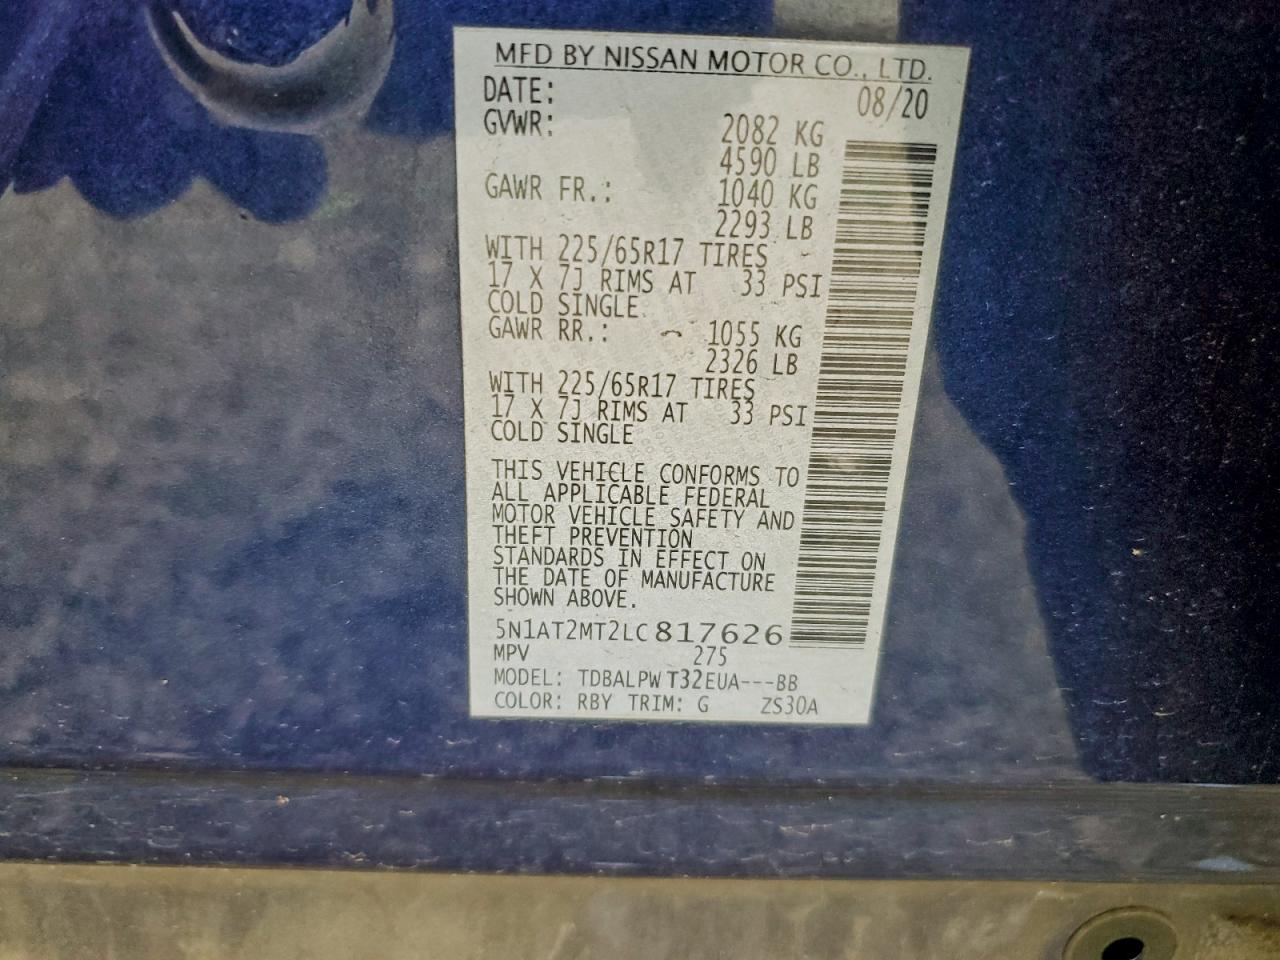 MFD BY NISSAN MOTOR CO., LTD.
DATE: 08/20
GVWR: 2082 KG
4590 LB
GAWR FR.: 1040 KG
2293 LB
WITH 225/65R17 TIRES
17 X 7J RIMS AT 33 PSI
COLD SINGLE
GAWR RR.: 1055 KG
2326 LB
WITH 225/65R17 TIRES
17 X 7J RIMS AT 33 PSI
COLD SINGLE
THIS VEHICLE CONFORMS TO
ALL APPLICABLE FEDERAL
MOTOR VEHICLE SAFETY AND
THEFT PREVENTION
STANDARDS IN EFFECT ON
THE DATE OF MANUFACTURE
SHOWN ABOVE.
5N1AT2MT2LC817626
MPV 275
MODEL: TDBALPW T32EUA---BB
COLOR: RBY TRIM: G ZS30A